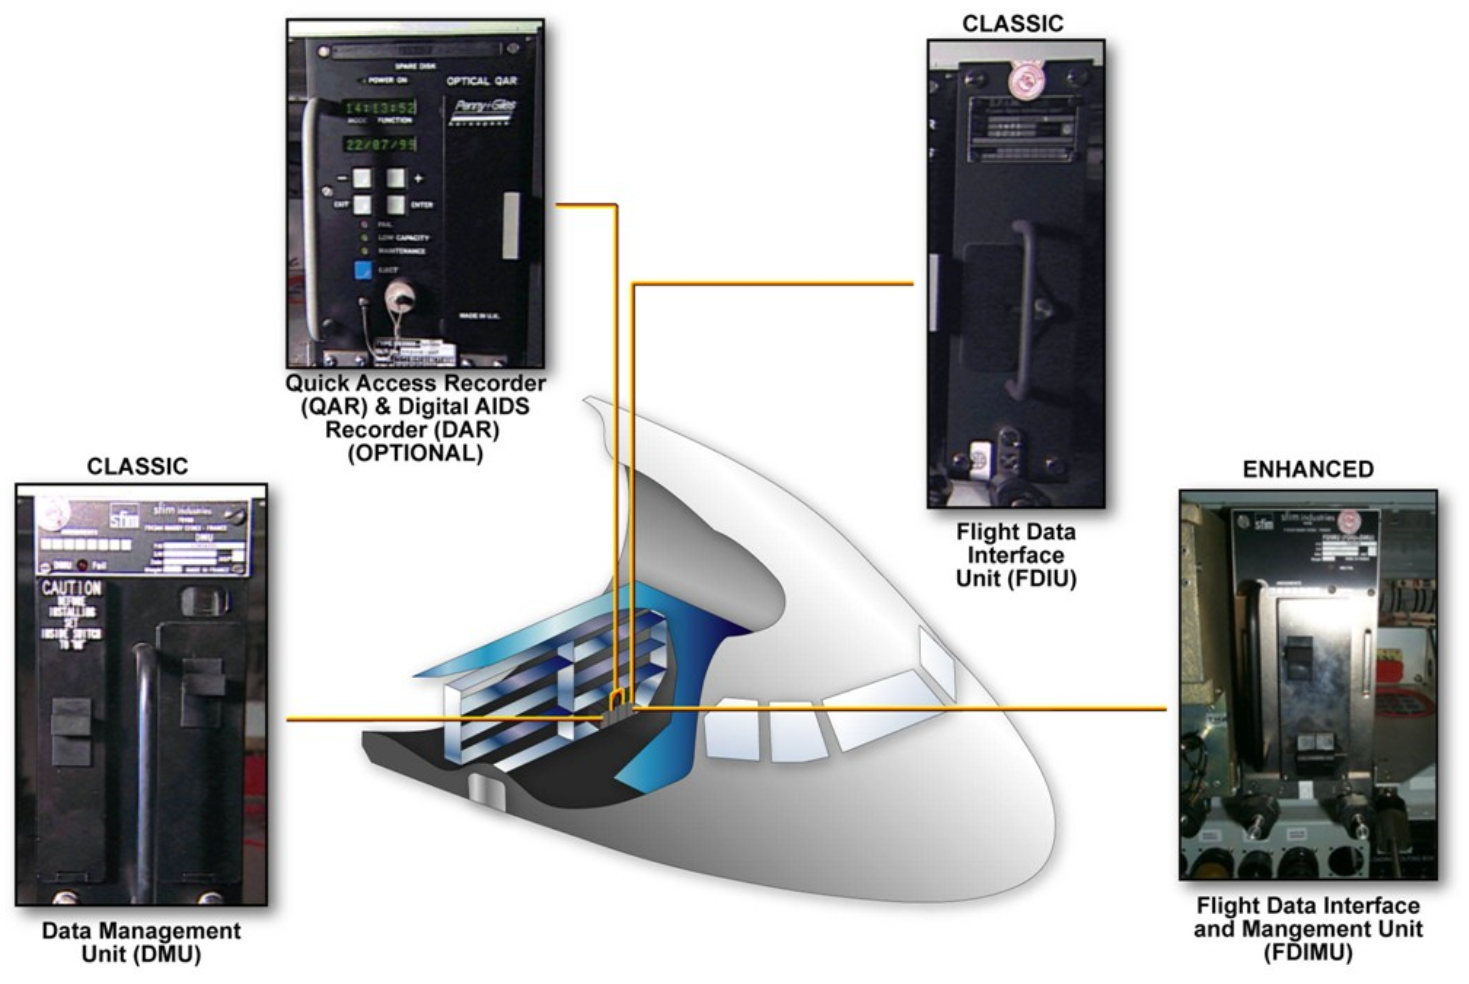 CLASSIC
SPARE DISK
POWER ON
OPTICAL QAR
14:13:52
Penny+Giles
MODE FUNCTION
22/07/99
- +
EXIT ENTER
FAIL
LOW CAPACITY
MAINTENANCE
EJECT
MADE IN U.K.
Quick Access Recorder
(QAR) & Digital AIDS
Recorder (DAR)
(OPTIONAL)
CLASSIC
sfim
sfim industries
DMU
DMU Fail
CAUTION
BEFORE
INSTALLING
SET
INSIDE SWITCH
Data Management
Unit (DMU)
Flight Data
Interface
Unit (FDIU)
ENHANCED
sfim
sfim industries
Flight Data Interface
and Mangement Unit
(FDIMU)